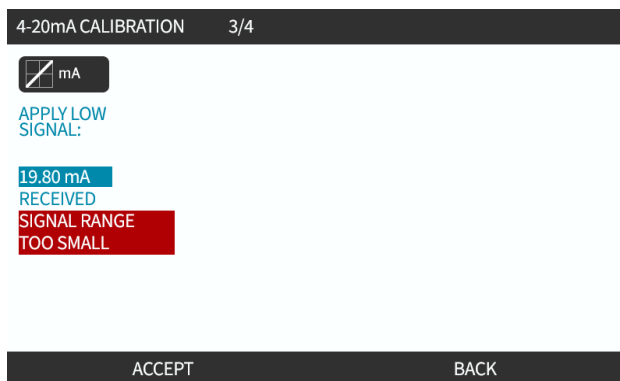 4-20mA CALIBRATION 3/4
mA
APPLY LOW
SIGNAL:
19.80 mA
RECEIVED
SIGNAL RANGE
TOO SMALL
ACCEPT BACK